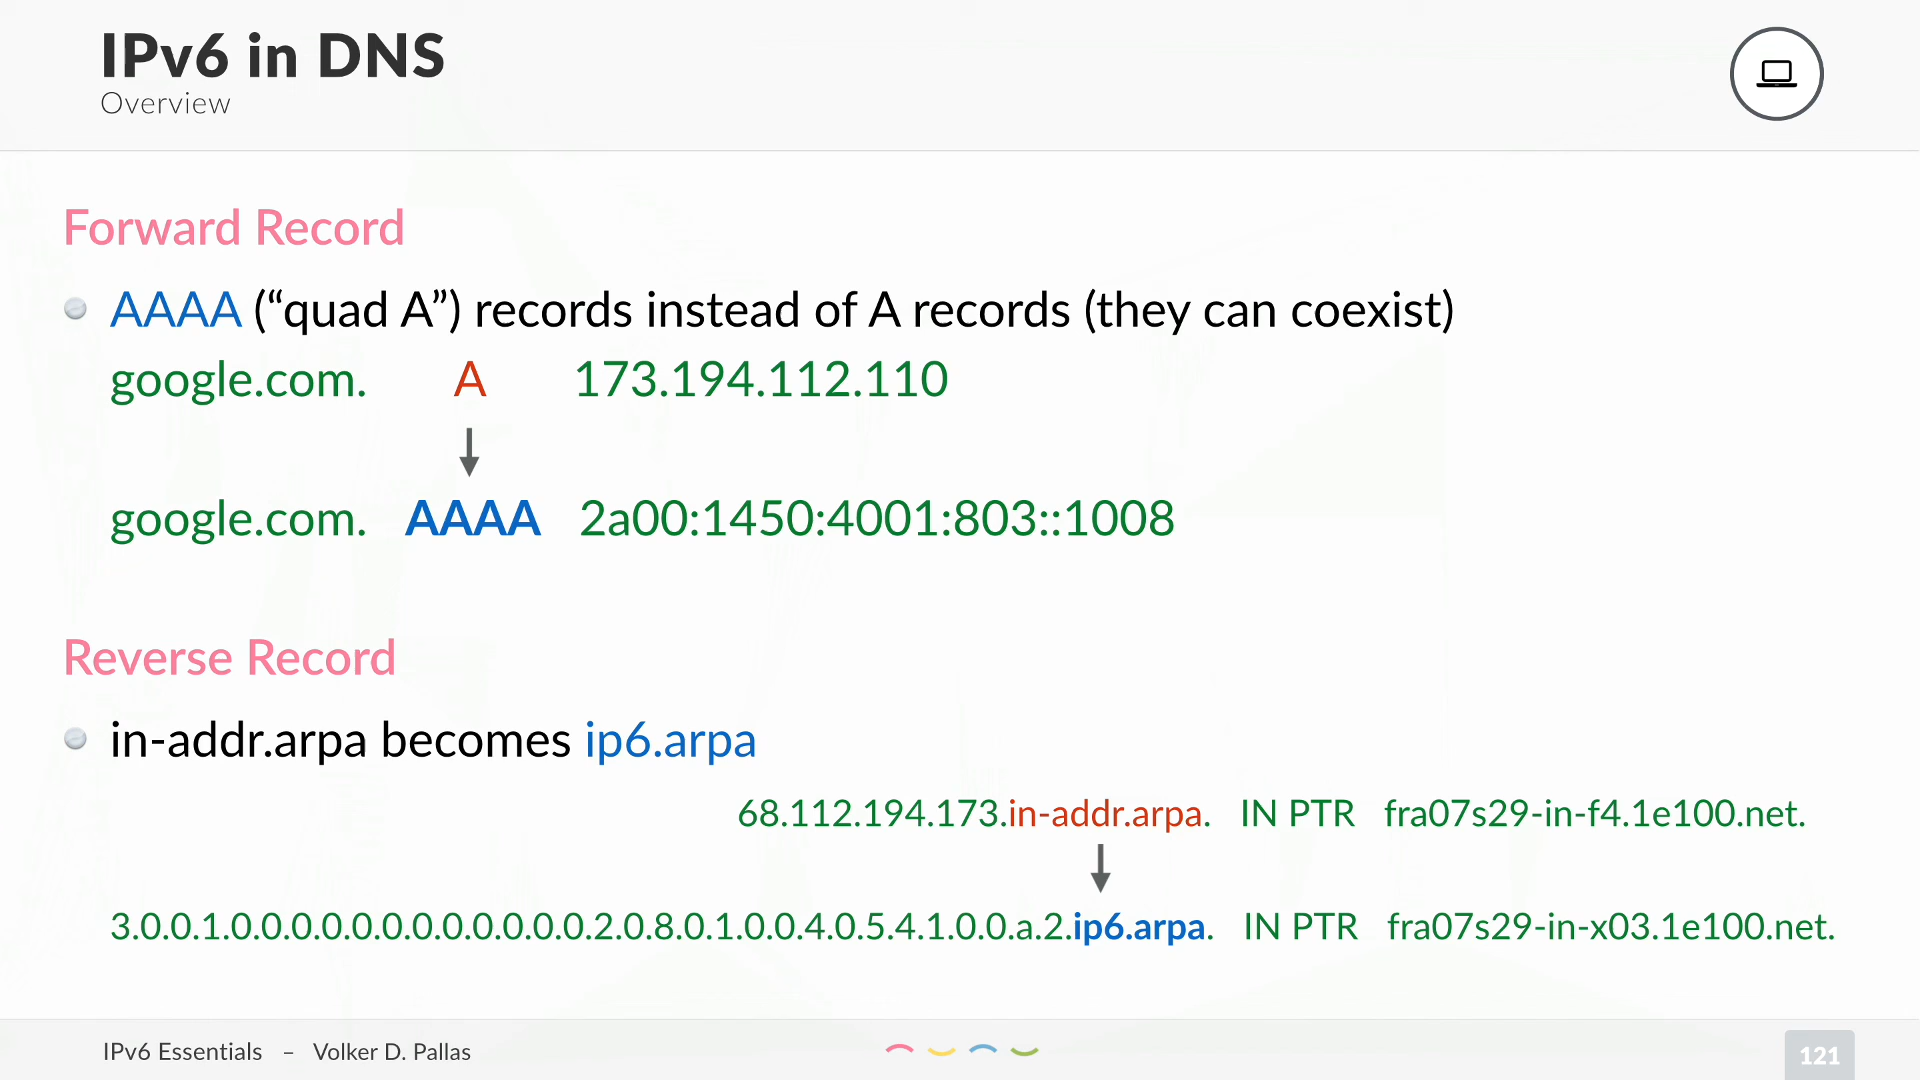 IPv6 in DNS
Overview
Forward Record
AAAA (“quad A”) records instead of A records (they can coexist)
google.com. A 173.194.112.110
google.com. AAAA 2a00:1450:4001:803::1008
Reverse Record
in-addr.arpa becomes ip6.arpa
68.112.194.173.in-addr.arpa. IN PTR fra07s29-in-f4.1e100.net.
3.0.0.1.0.0.0.0.0.0.0.0.0.0.0.0.2.0.8.0.1.0.0.4.0.5.4.1.0.0.a.2.ip6.arpa. IN PTR fra07s29-in-x03.1e100.net.
IPv6 Essentials – Volker D. Pallas
121